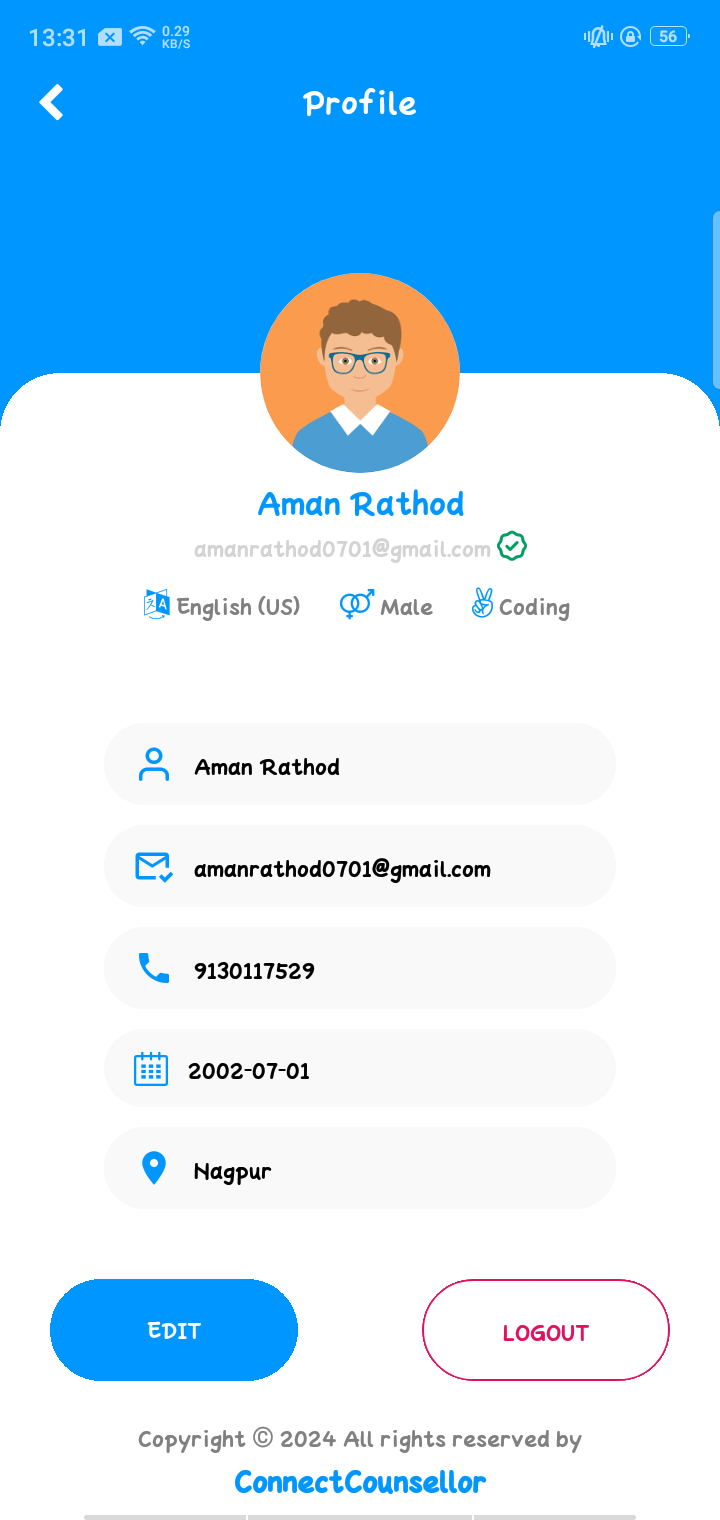 13:31 0.29 KB/S 56
Profile
Aman Rathod
amanrathod0701@gmail.com
English (US) Male Coding
Aman Rathod
amanrathod0701@gmail.com
9130117529
2002-07-01
Nagpur
EDIT LOGOUT
Copyright © 2024 All rights reserved by
ConnectCounsellor